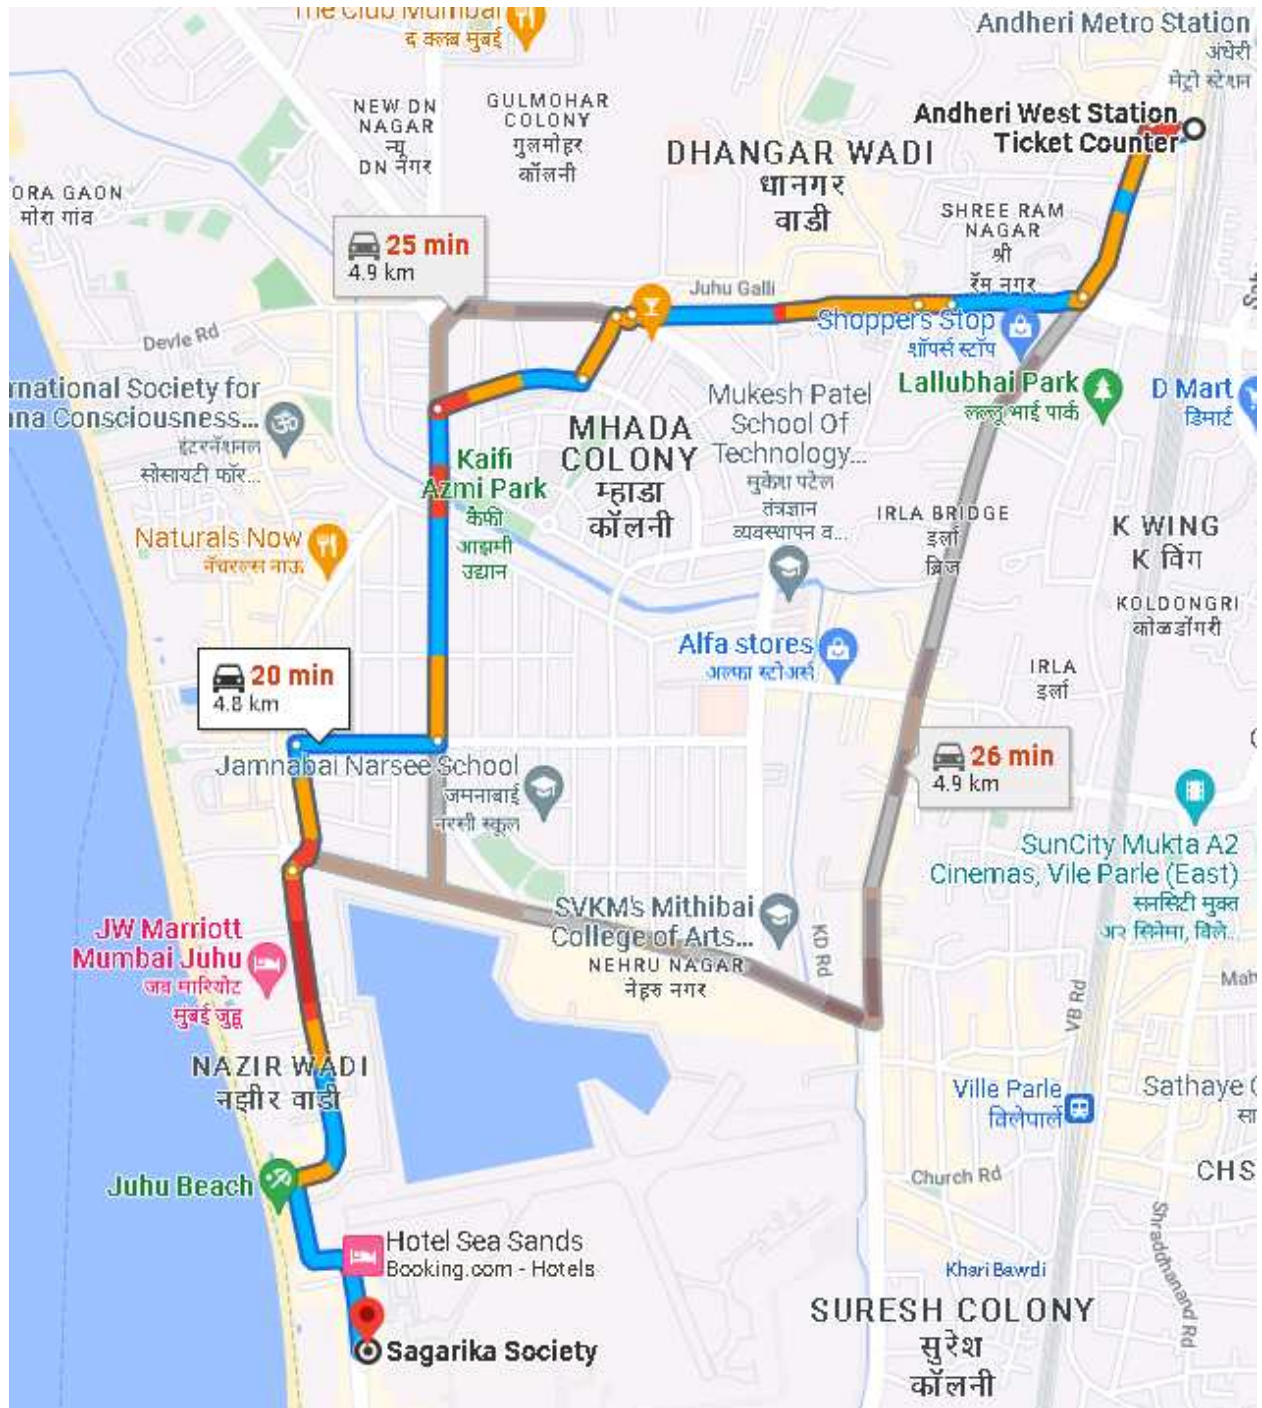 The Club Mumbai
द क्लब मुंबई
Andheri Metro Station
अंधेरी
मेट्रो स्टेशन
NEW DN
NAGAR
न्यू
DN नगर
GULMOHAR
COLONY
गुलमोहर
कॉलनी
Andheri West Station
Ticket Counter
DHANGAR WADI
धानगर
वाडी
ORA GAON
मोरा गांव
SHREE RAM
NAGAR
श्री
रॅम नगर
25 min
4.9 km
Juhu Galli
Shoppers Stop
शॉपर्स स्टॉप
Devle Rd
rnational Society for
na Consciousness...
इंटरनॅशनल
सोसायटी फॉर...
Lallubhai Park
लल्लू भाई पार्क
D Mart
डिमार्ट
Mukesh Patel
School Of
Technology...
मुकेश पटेल
तंत्रज्ञान
व्यवस्थापन व...
MHADA
COLONY
म्हाडा
कॉलनी
Kaifi
Azmi Park
कैफी
आझमी
उद्यान
IRLA BRIDGE
इर्ला
ब्रिज
K WING
K विंग
Naturals Now
नॅचरल्स नाऊ
KOLDONGRI
कोळडोंगरी
Alfa stores
अल्फा स्टोअर्स
IRLA
इर्ला
20 min
4.8 km
Jamnabai Narsee School
जमनाबाई
नरसी स्कूल
26 min
4.9 km
SunCity Mukta A2
Cinemas, Vile Parle (East)
सनसिटी मुक्त
अ२ सिनेमा, विले...
SVKM's Mithibai
College of Arts...
NEHRU NAGAR
नेहरु नगर
KD Rd
JW Marriott
Mumbai Juhu
जव मारियोट
मुंबई जुहू
Mah
VB Rd
NAZIR WADI
नझीर वाडी
Ville Parle
विलेपार्ले
Sathaye
सा
Juhu Beach
Church Rd
CHS
Shraddhanand Rd
Hotel Sea Sands
Booking.com - Hotels
Khari Bawdi
SURESH COLONY
सुरेश
कॉलनी
Sagarika Society